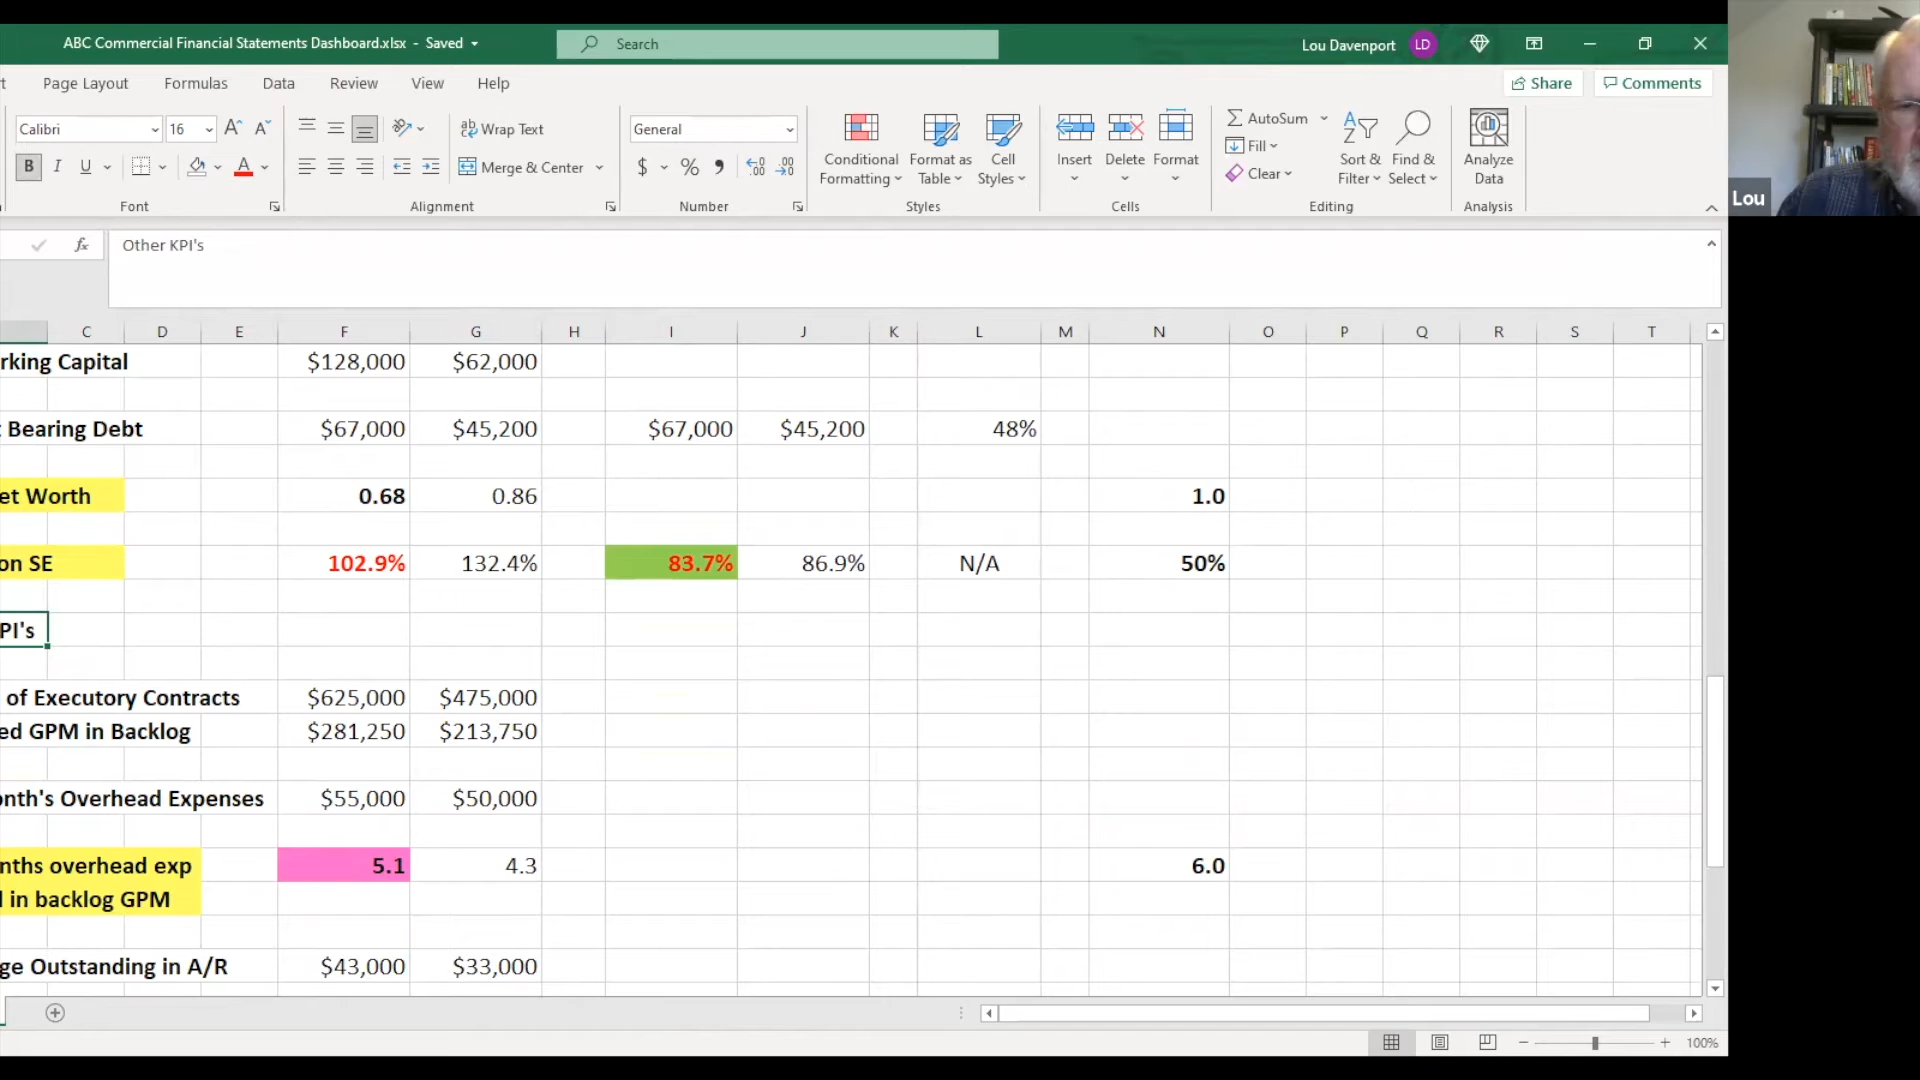 ABC Commercial Financial Statements Dashboard.xlsx - Saved
Search
Lou Davenport LD
Page Layout Formulas Data Review View Help
Share Comments
Calibri 16 Wrap Text General
B I U Merge & Center $ %
Conditional Formatting
Format as Table
Cell Styles
Insert Delete Format
AutoSum
Fill
Clear
Sort & Filter
Find & Select
Analyze Data
Font Alignment Number Styles Cells Editing Analysis
Lou
fx Other KPI's
C D E F G H I J K L M N O P Q R S T
rking Capital $128,000 $62,000
Bearing Debt $67,000 $45,200 $67,000 $45,200 48%
et Worth 0.68 0.86 1.0
on SE 102.9% 132.4% 83.7% 86.9% N/A 50%
PI's
of Executory Contracts $625,000 $475,000
ed GPM in Backlog $281,250 $213,750
onth's Overhead Expenses $55,000 $50,000
nths overhead exp 5.1 4.3 6.0
in backlog GPM
ge Outstanding in A/R $43,000 $33,000
100%